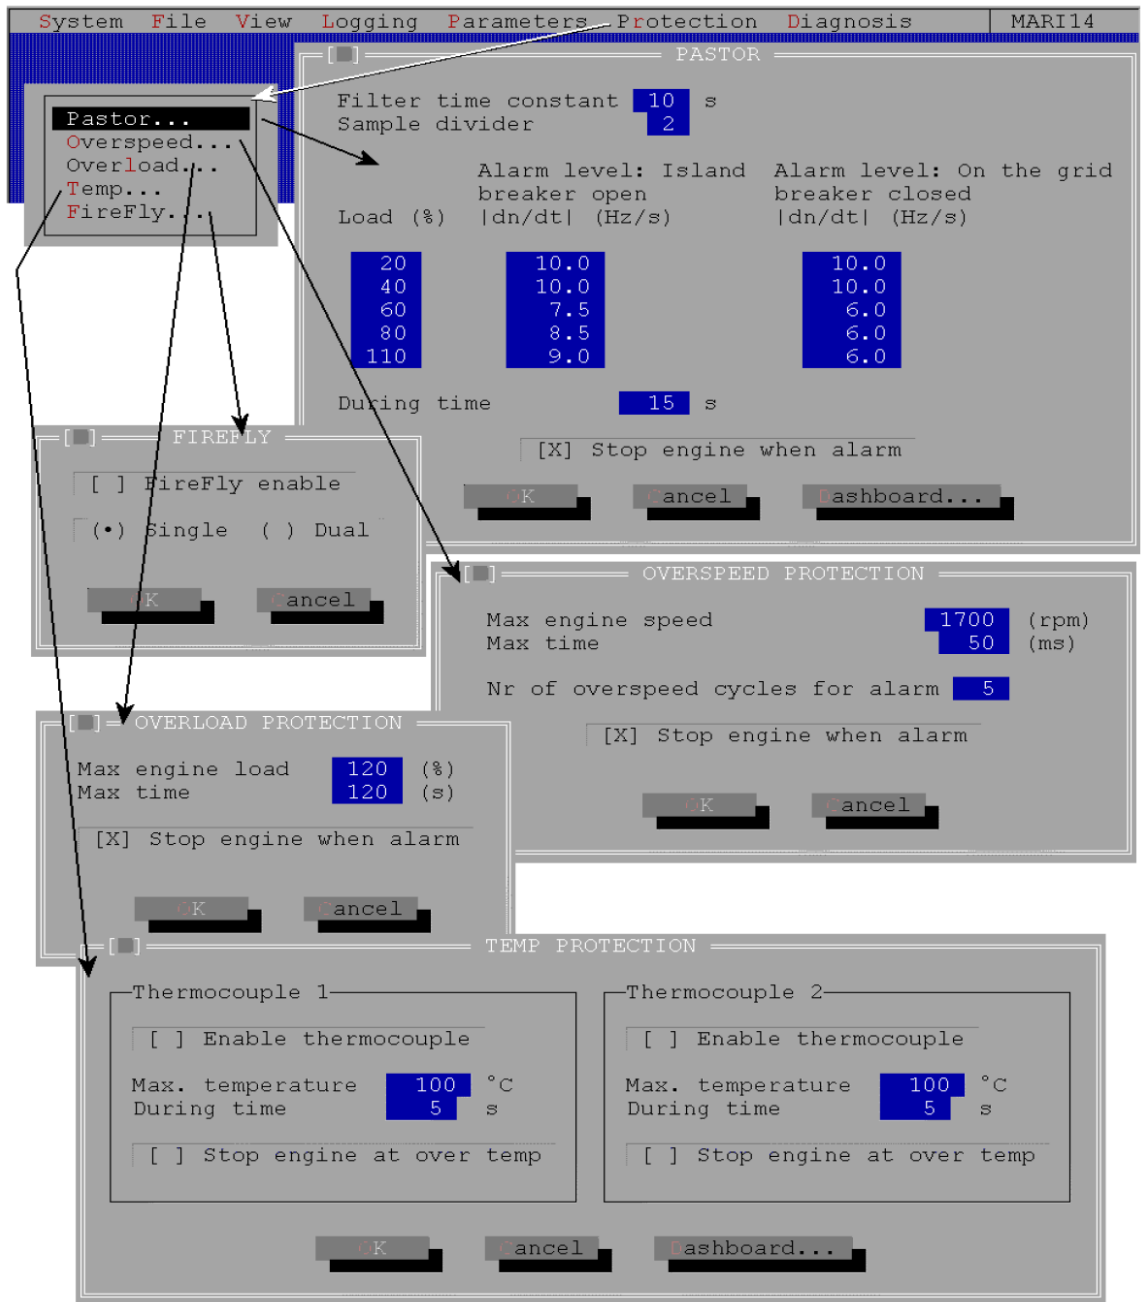 System File View Logging Parameters Protection Diagnosis MARI14
Pastor...
Overspeed...
Overload...
Temp...
FireFly...
PASTOR
Filter time constant 10 s
Sample divider 2
Alarm level: Island Alarm level: On the grid
breaker open breaker closed
Load (%) |dn/dt| (Hz/s) |dn/dt| (Hz/s)
20 10.0 10.0
40 10.0 10.0
60 7.5 6.0
80 8.5 6.0
110 9.0 6.0
During time 15 s
[X] Stop engine when alarm
OK Cancel Dashboard...
FIREFLY
[ ] FireFly enable
(•) Single ( ) Dual
OK Cancel
OVERSPEED PROTECTION
Max engine speed 1700 (rpm)
Max time 50 (ms)
Nr of overspeed cycles for alarm 5
[X] Stop engine when alarm
OK Cancel
OVERLOAD PROTECTION
Max engine load 120 (%)
Max time 120 (s)
[X] Stop engine when alarm
OK Cancel
TEMP PROTECTION
Thermocouple 1
[ ] Enable thermocouple
Max. temperature 100 °C
During time 5 s
[ ] Stop engine at over temp
Thermocouple 2
[ ] Enable thermocouple
Max. temperature 100 °C
During time 5 s
[ ] Stop engine at over temp
OK Cancel Dashboard...